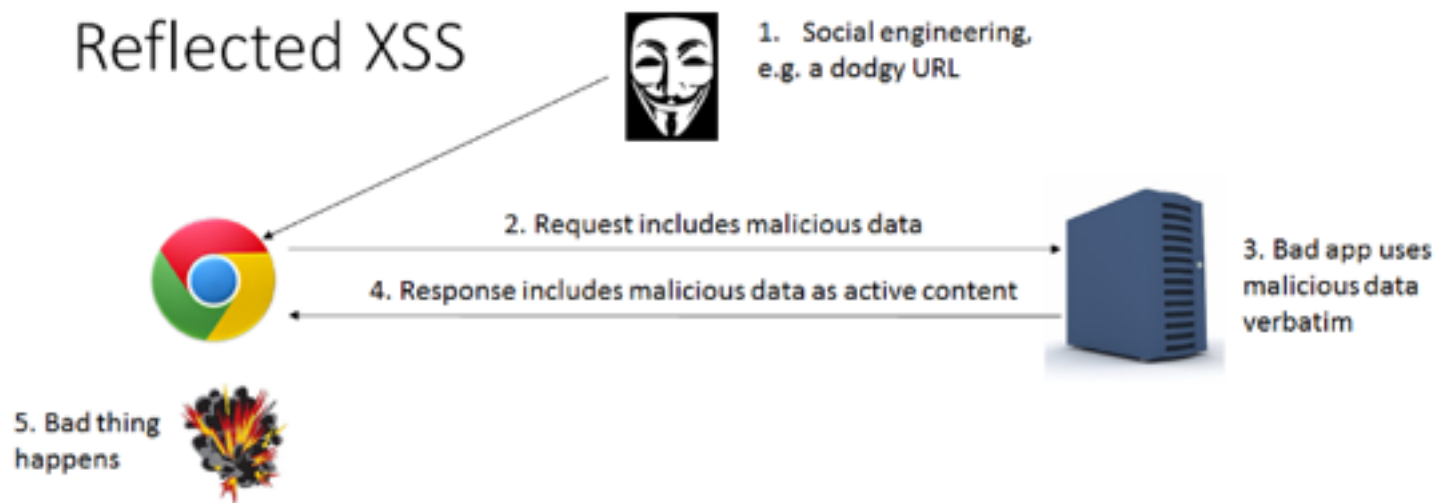 Reflected XSS
1. Social engineering,
e.g. a dodgy URL
2. Request includes malicious data
3. Bad app uses
malicious data
verbatim
4. Response includes malicious data as active content
5. Bad thing
happens